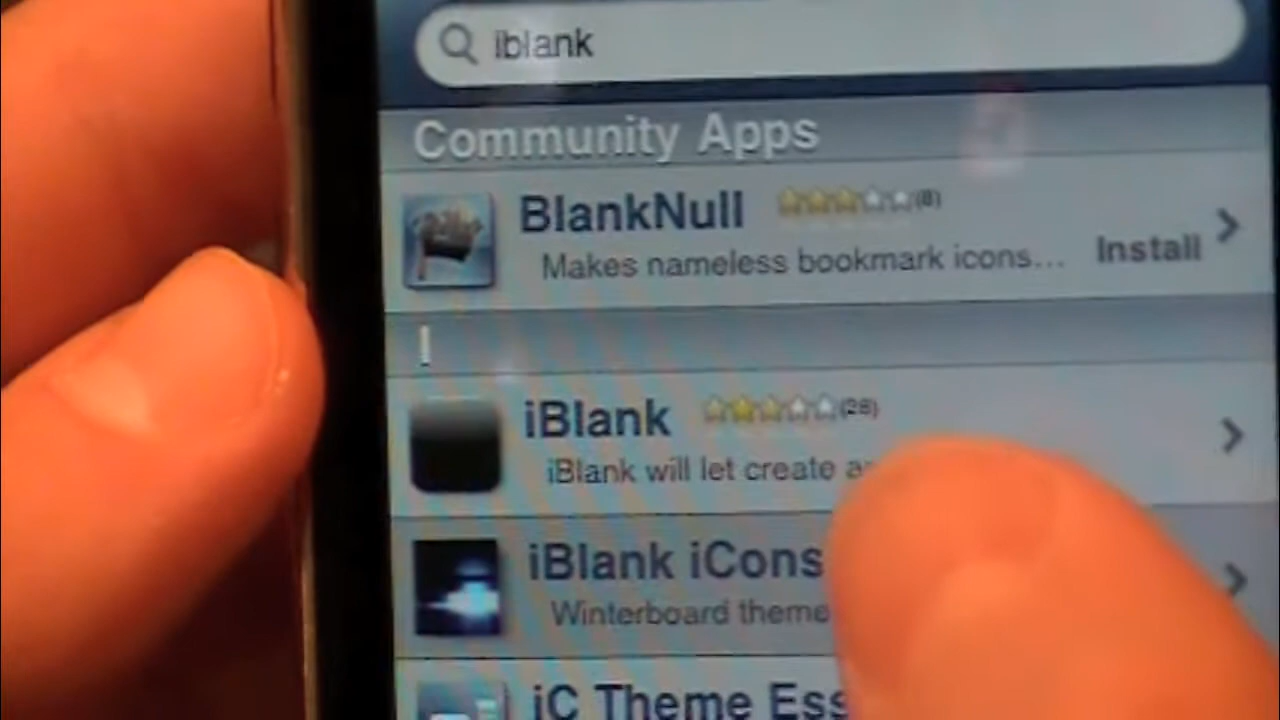 iblank
Community Apps
BlankNull (8)
Makes nameless bookmark icons...
Install
I
iBlank (28)
iBlank will let create
iBlank iCons
Winterboard theme
iC Theme Ess